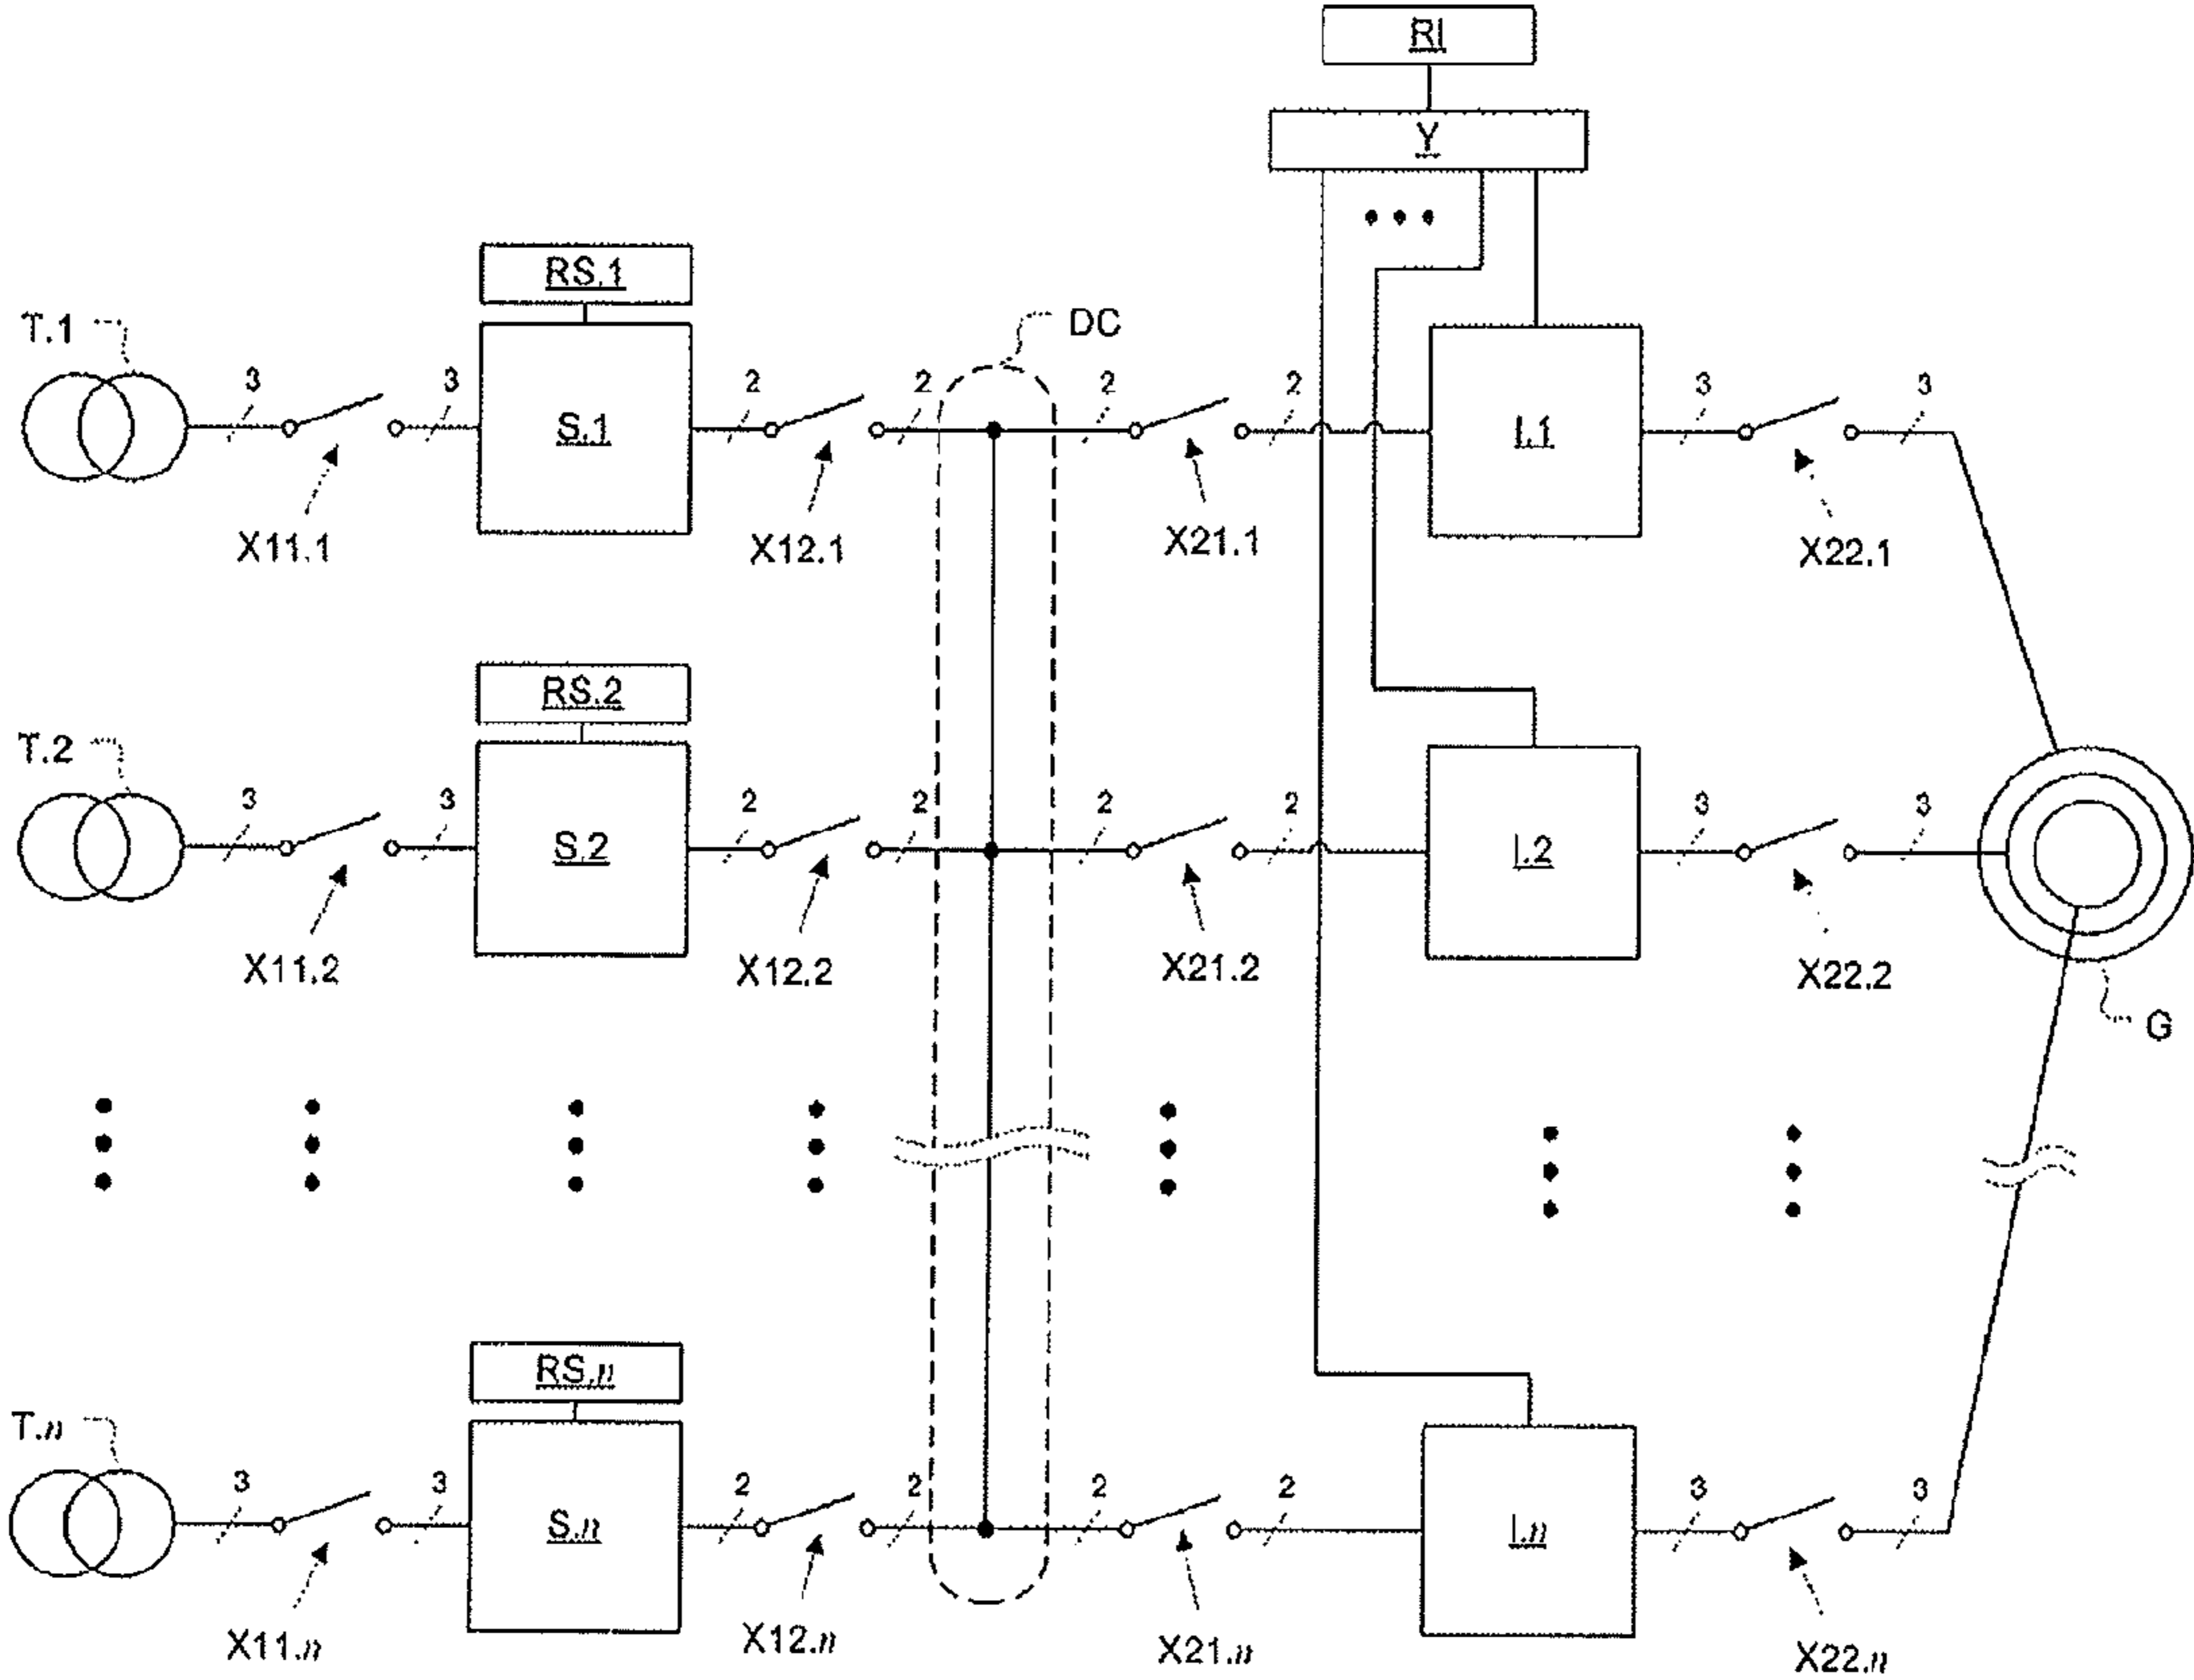 RI
Y
RS.1
T.1
DC
3 3 2 2 2 2 3 3
S.1
I.1
X11.1
X12.1
X21.1
X22.1
RS.2
T.2
3 3 2 2 2 2 3 3
S.2
I.2
X11.2
X12.2
X21.2
X22.2
G
RS.n
T.n
3 3 2 2 2 2 3 3
S.n
I.n
X11.n
X12.n
X21.n
X22.n